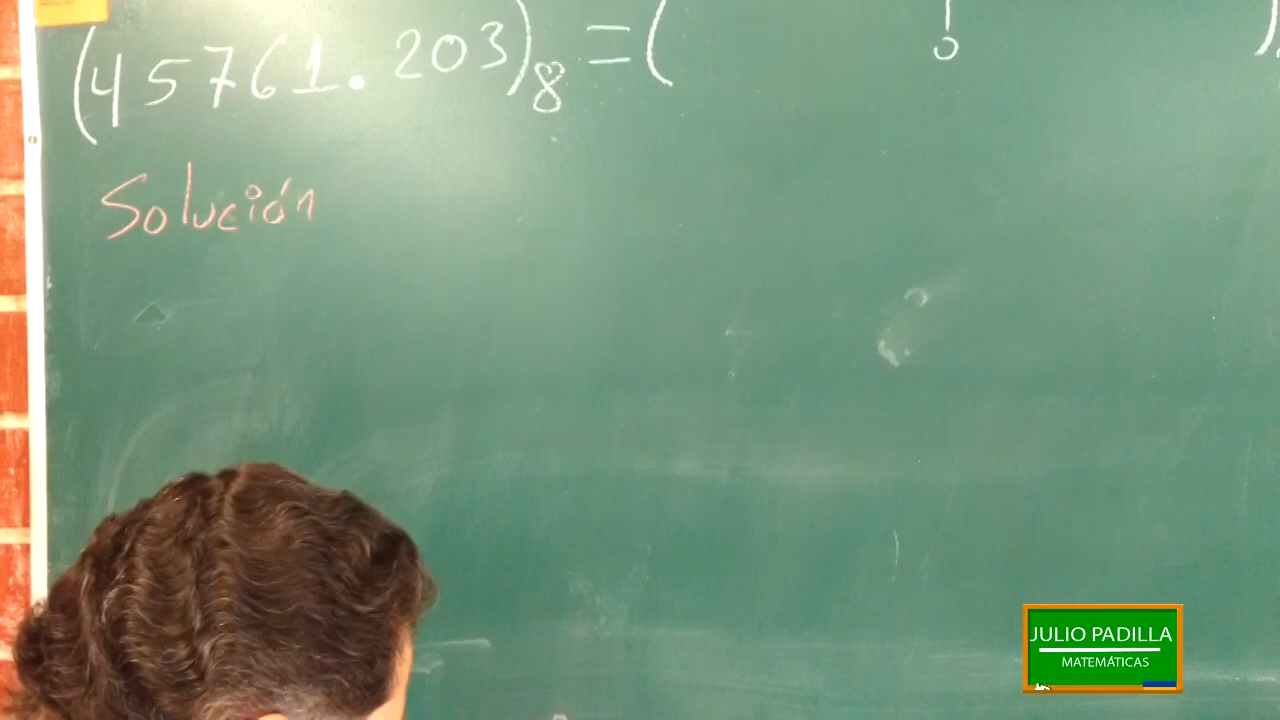 (45761.203)8=(      )
Solución
JULIO PADILLA
MATEMÁTICAS